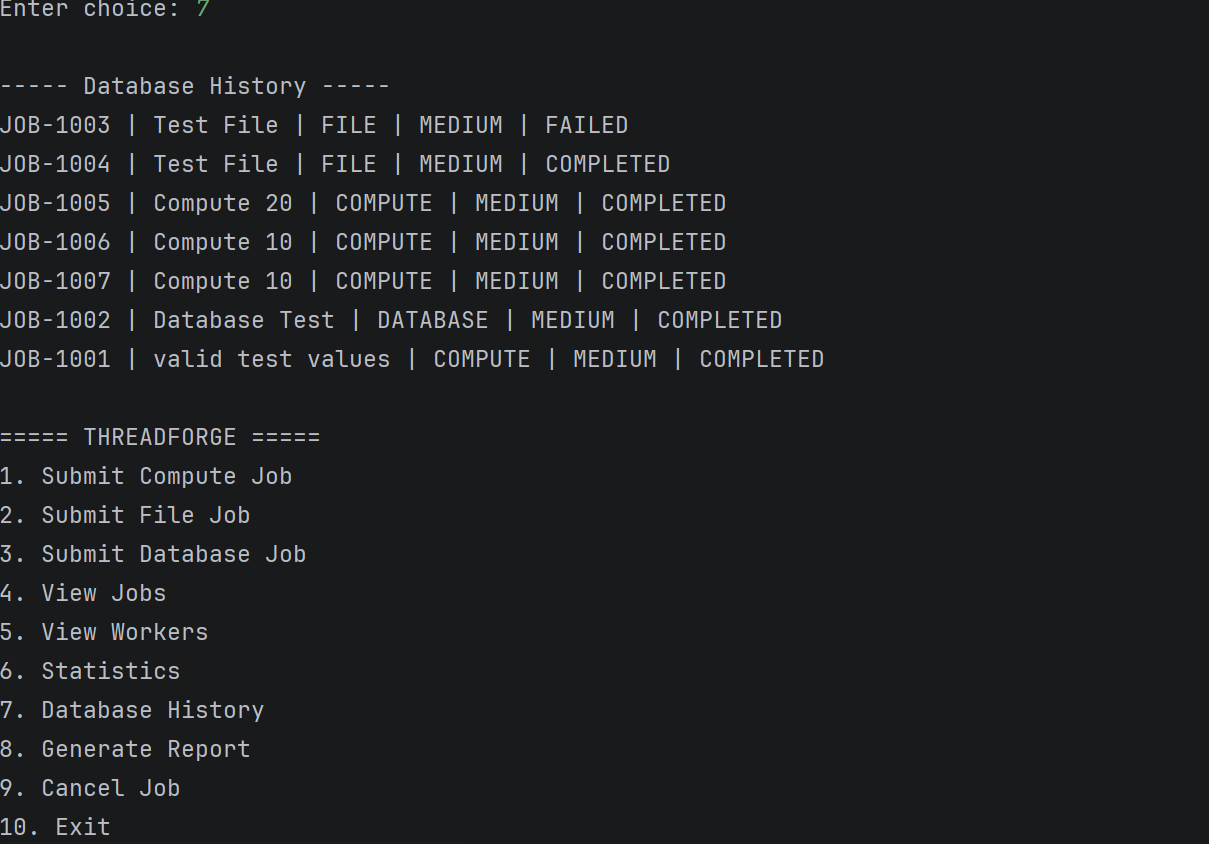 Enter choice: 7
----- Database History -----
JOB-1003 | Test File | FILE | MEDIUM | FAILED
JOB-1004 | Test File | FILE | MEDIUM | COMPLETED
JOB-1005 | Compute 20 | COMPUTE | MEDIUM | COMPLETED
JOB-1006 | Compute 10 | COMPUTE | MEDIUM | COMPLETED
JOB-1007 | Compute 10 | COMPUTE | MEDIUM | COMPLETED
JOB-1002 | Database Test | DATABASE | MEDIUM | COMPLETED
JOB-1001 | valid test values | COMPUTE | MEDIUM | COMPLETED
===== THREADFORGE =====
1. Submit Compute Job
2. Submit File Job
3. Submit Database Job
4. View Jobs
5. View Workers
6. Statistics
7. Database History
8. Generate Report
9. Cancel Job
10. Exit